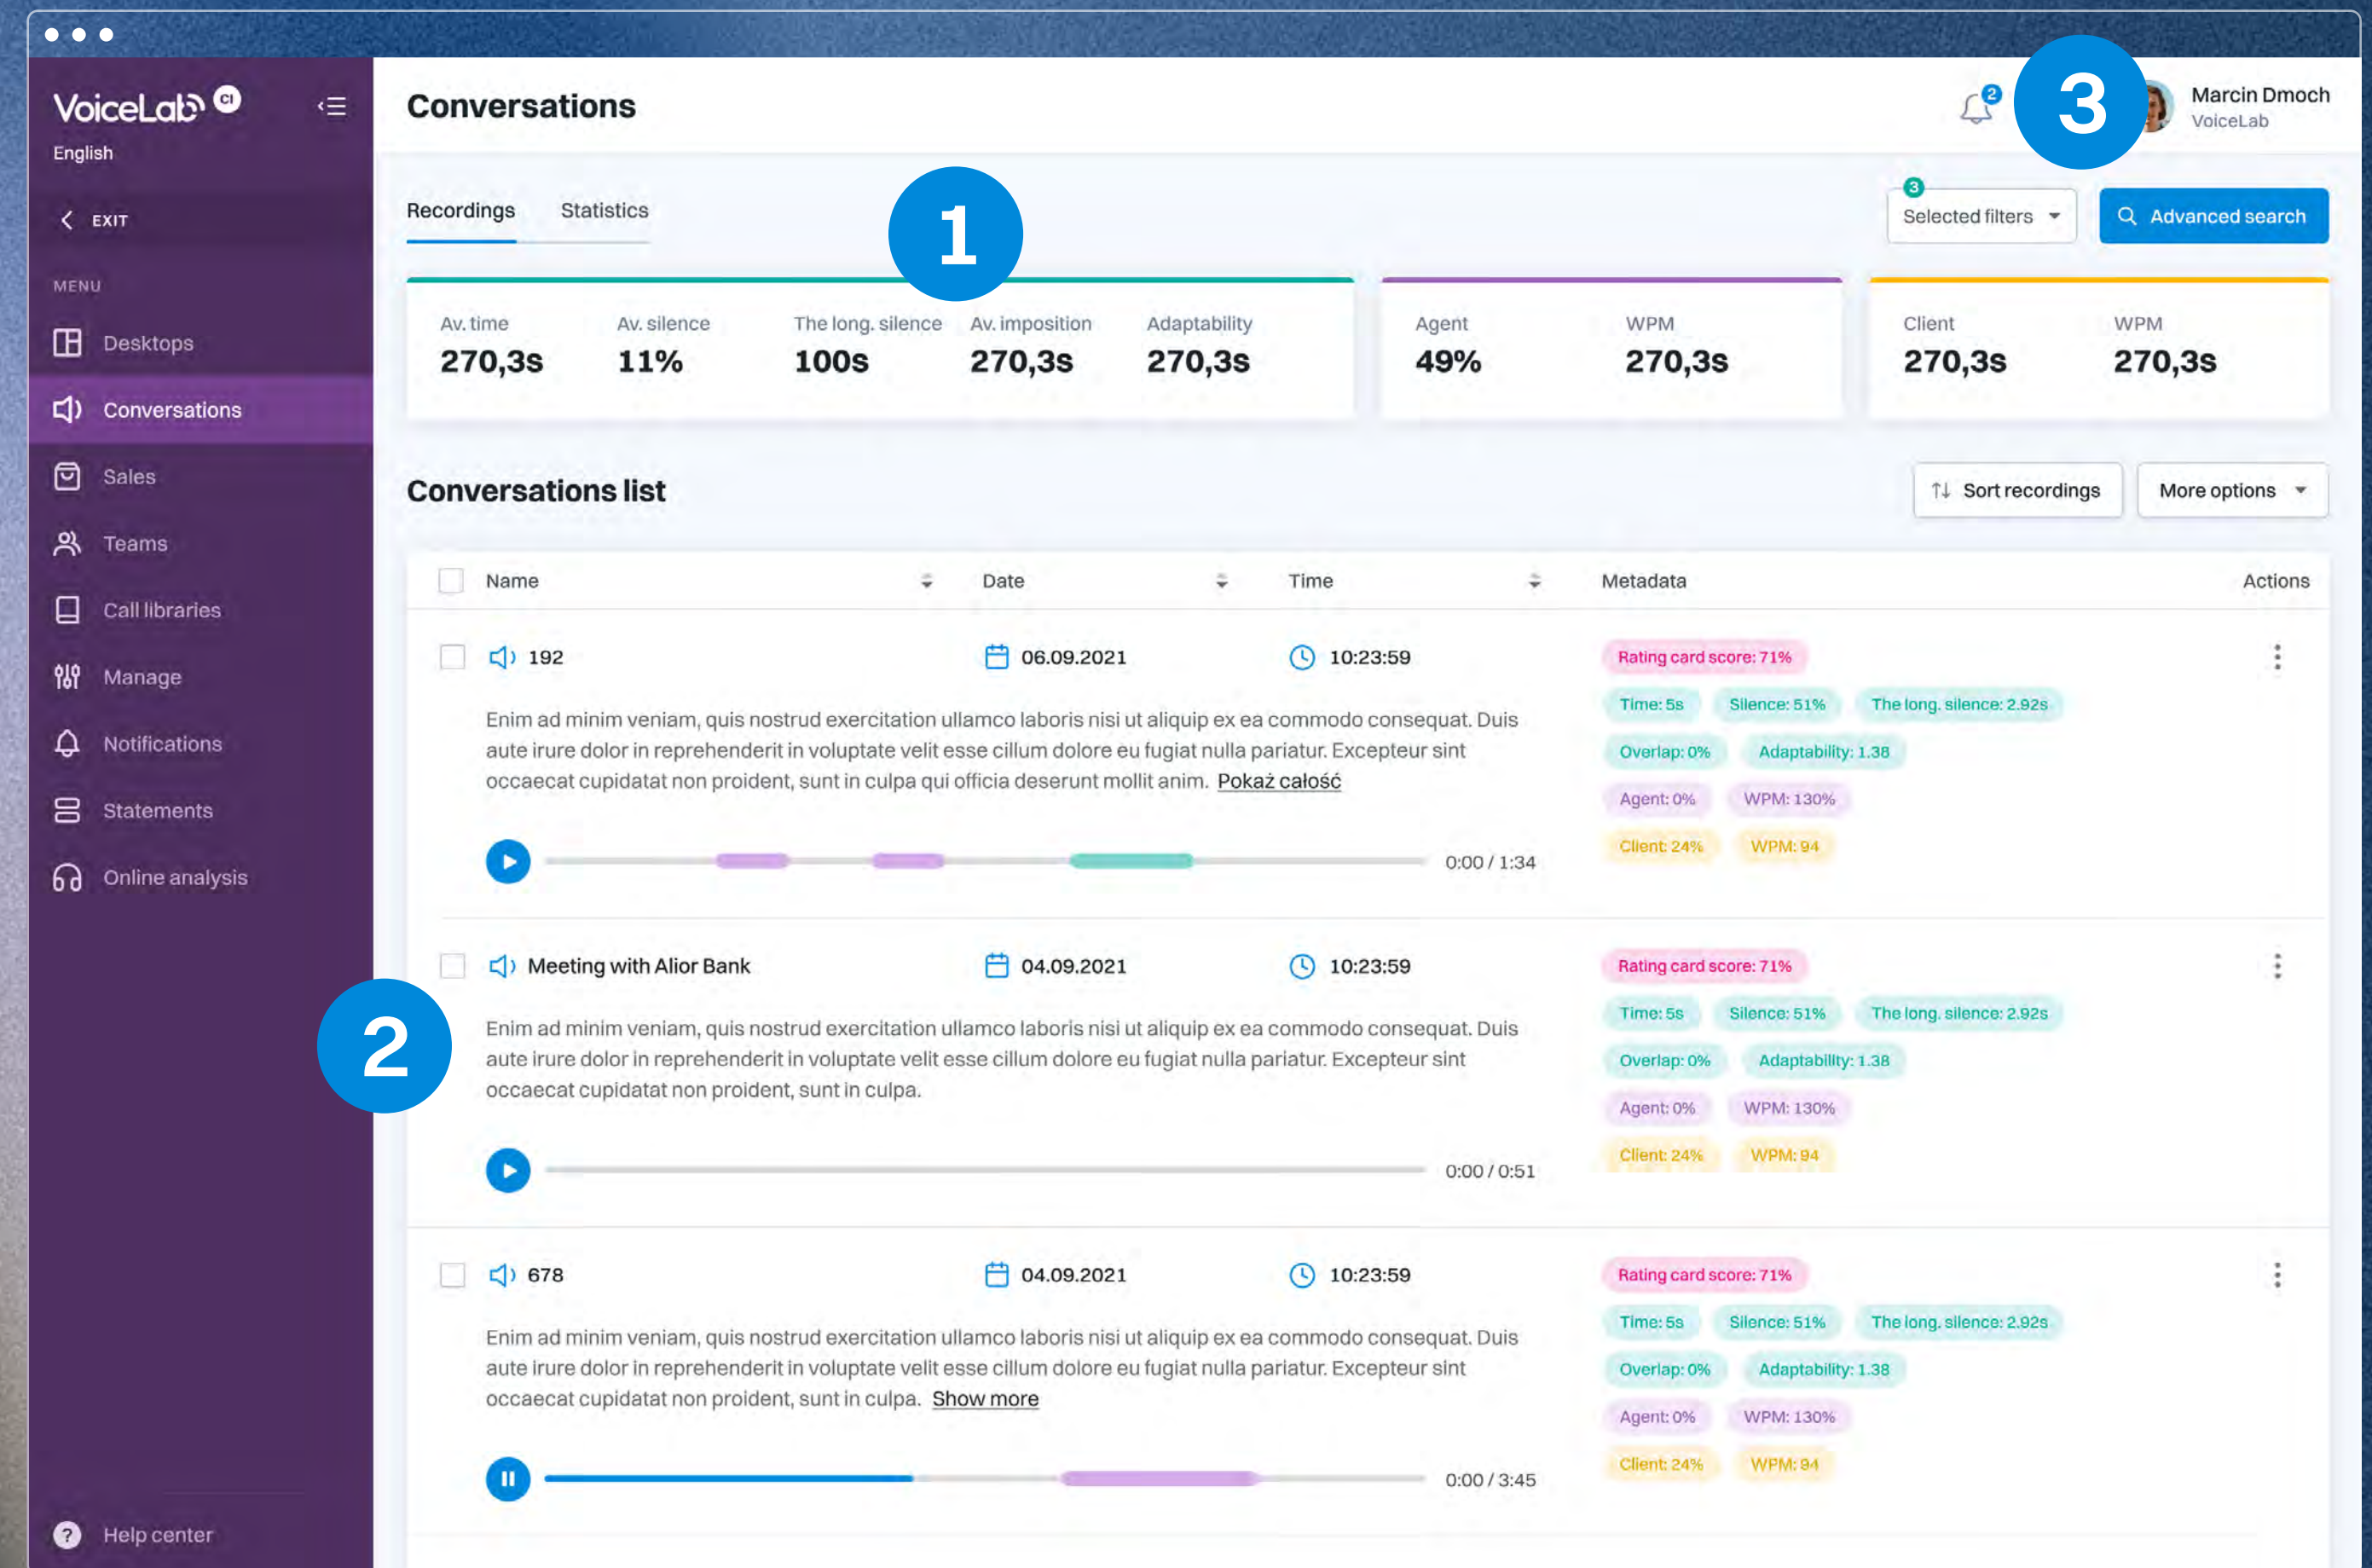 VoiceLab CI
English
EXIT
MENU
Desktops
Conversations
Sales
Teams
Call libraries
Manage
Notifications
Statements
Online analysis
? Help center
Conversations
2
3
Marcin Dmoch
VoiceLab
Recordings Statistics
1
3
Selected filters
Advanced search
Av. time Av. silence The long. silence Av. imposition Adaptability
270,3s 11% 100s 270,3s 270,3s
Agent WPM
49% 270,3s
Client WPM
270,3s 270,3s
Conversations list
Sort recordings More options
Name Date Time Metadata Actions
192 06.09.2021 10:23:59
Enim ad minim veniam, quis nostrud exercitation ullamco laboris nisi ut aliquip ex ea commodo consequat. Duis
aute irure dolor in reprehenderit in voluptate velit esse cillum dolore eu fugiat nulla pariatur. Excepteur sint
occaecat cupidatat non proident, sunt in culpa qui officia deserunt mollit anim. Pokaż całość
0:00 / 1:34
Rating card score: 71%
Time: 5s Silence: 51% The long. silence: 2.92s
Overlap: 0% Adaptability: 1.38
Agent: 0% WPM: 130%
Client: 24% WPM: 94
2
Meeting with Alior Bank 04.09.2021 10:23:59
Enim ad minim veniam, quis nostrud exercitation ullamco laboris nisi ut aliquip ex ea commodo consequat. Duis
aute irure dolor in reprehenderit in voluptate velit esse cillum dolore eu fugiat nulla pariatur. Excepteur sint
occaecat cupidatat non proident, sunt in culpa.
0:00 / 0:51
Rating card score: 71%
Time: 5s Silence: 51% The long. silence: 2.92s
Overlap: 0% Adaptability: 1.38
Agent: 0% WPM: 130%
Client: 24% WPM: 94
678 04.09.2021 10:23:59
Enim ad minim veniam, quis nostrud exercitation ullamco laboris nisi ut aliquip ex ea commodo consequat. Duis
aute irure dolor in reprehenderit in voluptate velit esse cillum dolore eu fugiat nulla pariatur. Excepteur sint
occaecat cupidatat non proident, sunt in culpa. Show more
0:00 / 3:45
Rating card score: 71%
Time: 5s Silence: 51% The long. silence: 2.92s
Overlap: 0% Adaptability: 1.38
Agent: 0% WPM: 130%
Client: 24% WPM: 94